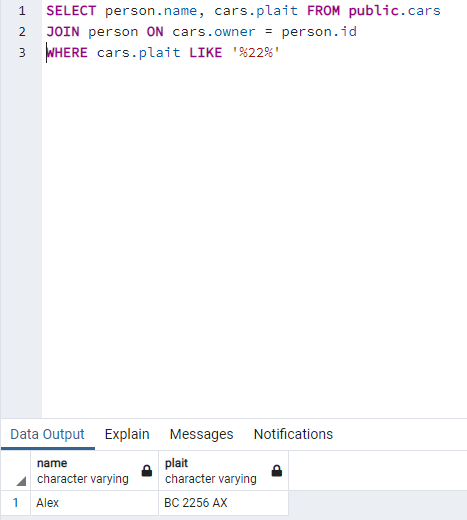 1 SELECT person.name, cars.plait FROM public.cars
2 JOIN person ON cars.owner = person.id
3 WHERE cars.plait LIKE '%22%'
Data Output Explain Messages Notifications
name plait
character varying character varying
1 Alex BC 2256 AX